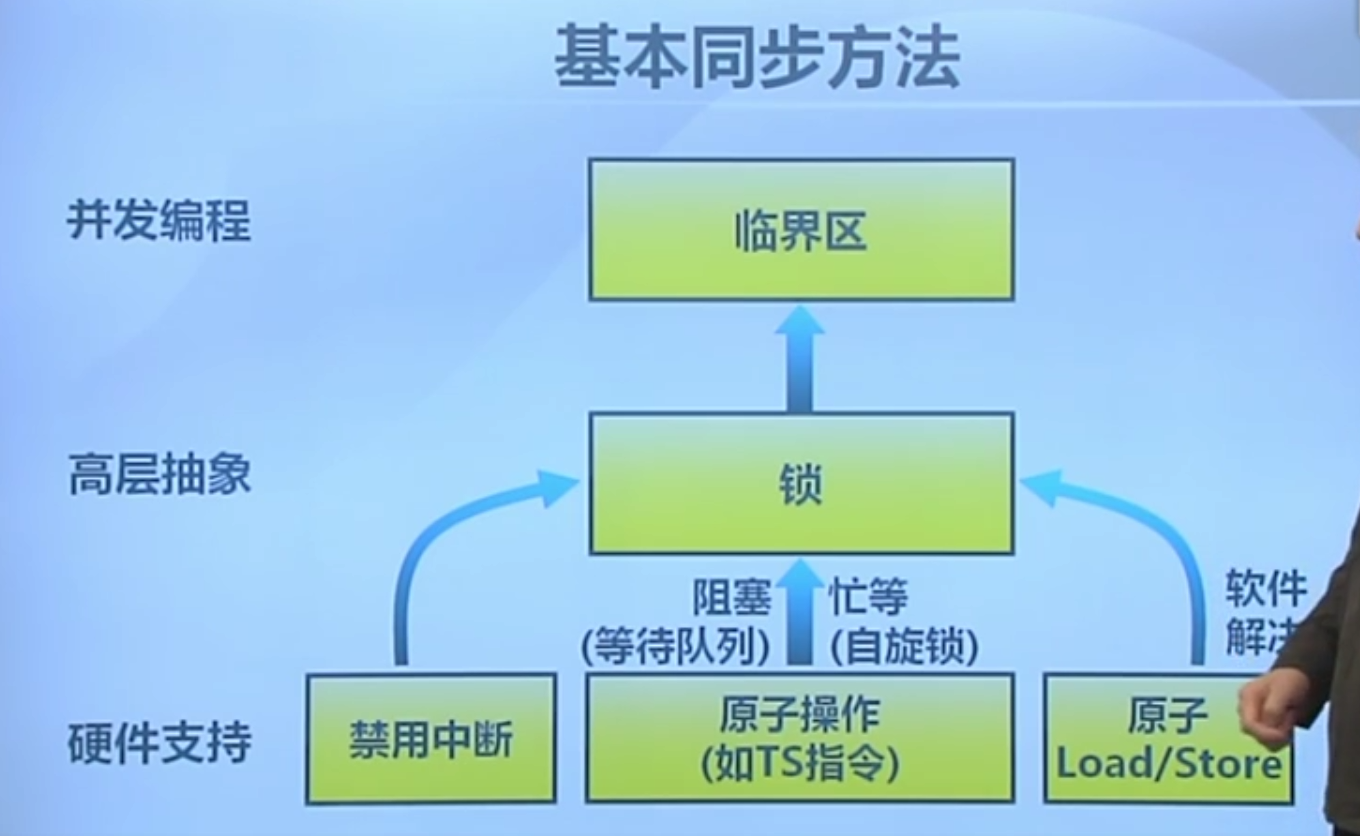 基本同步方法
并发编程
临界区
高层抽象
锁
阻塞
(等待队列)
忙等
(自旋锁)
软件
解决
硬件支持
禁用中断
原子操作
(如TS指令)
原子
Load/Store